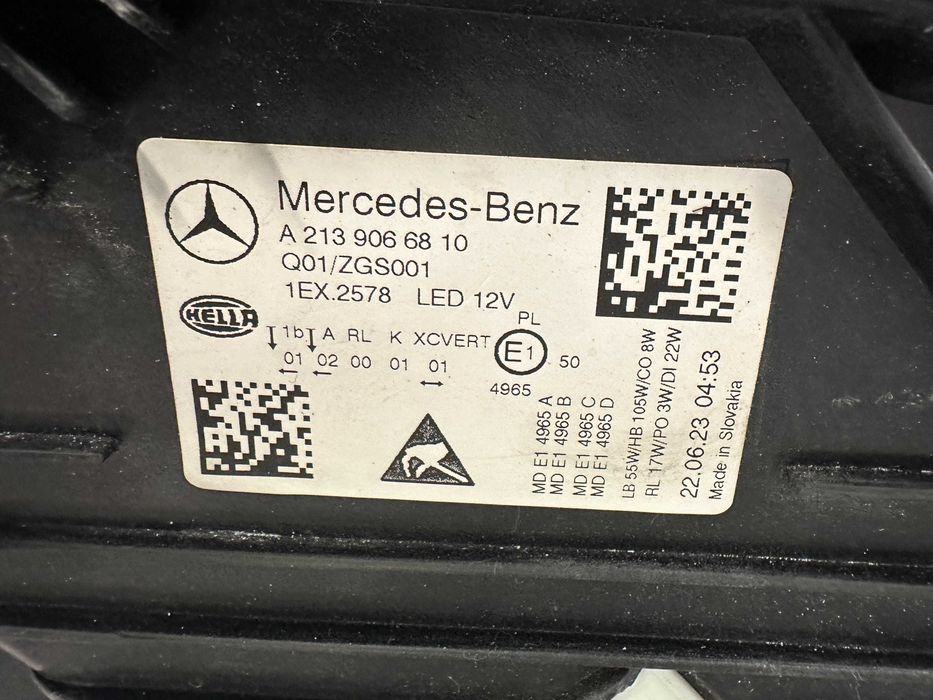 Mercedes-Benz
A 213 906 68 10
Q01/ZGS001
1EX.2578 LED 12V
HELLA
1b A RL K XCVERT
01 02 00 01 01
PL
E1
50
4965
MD E1 4965 A
MD E1 4965 B
MD E1 4965 C
MD E1 4965 D
LB 55W/HB 105W/CO 8W
RL 17W/PO 3W/DI 22W
22.06.23 04:53
Made in Slovakia